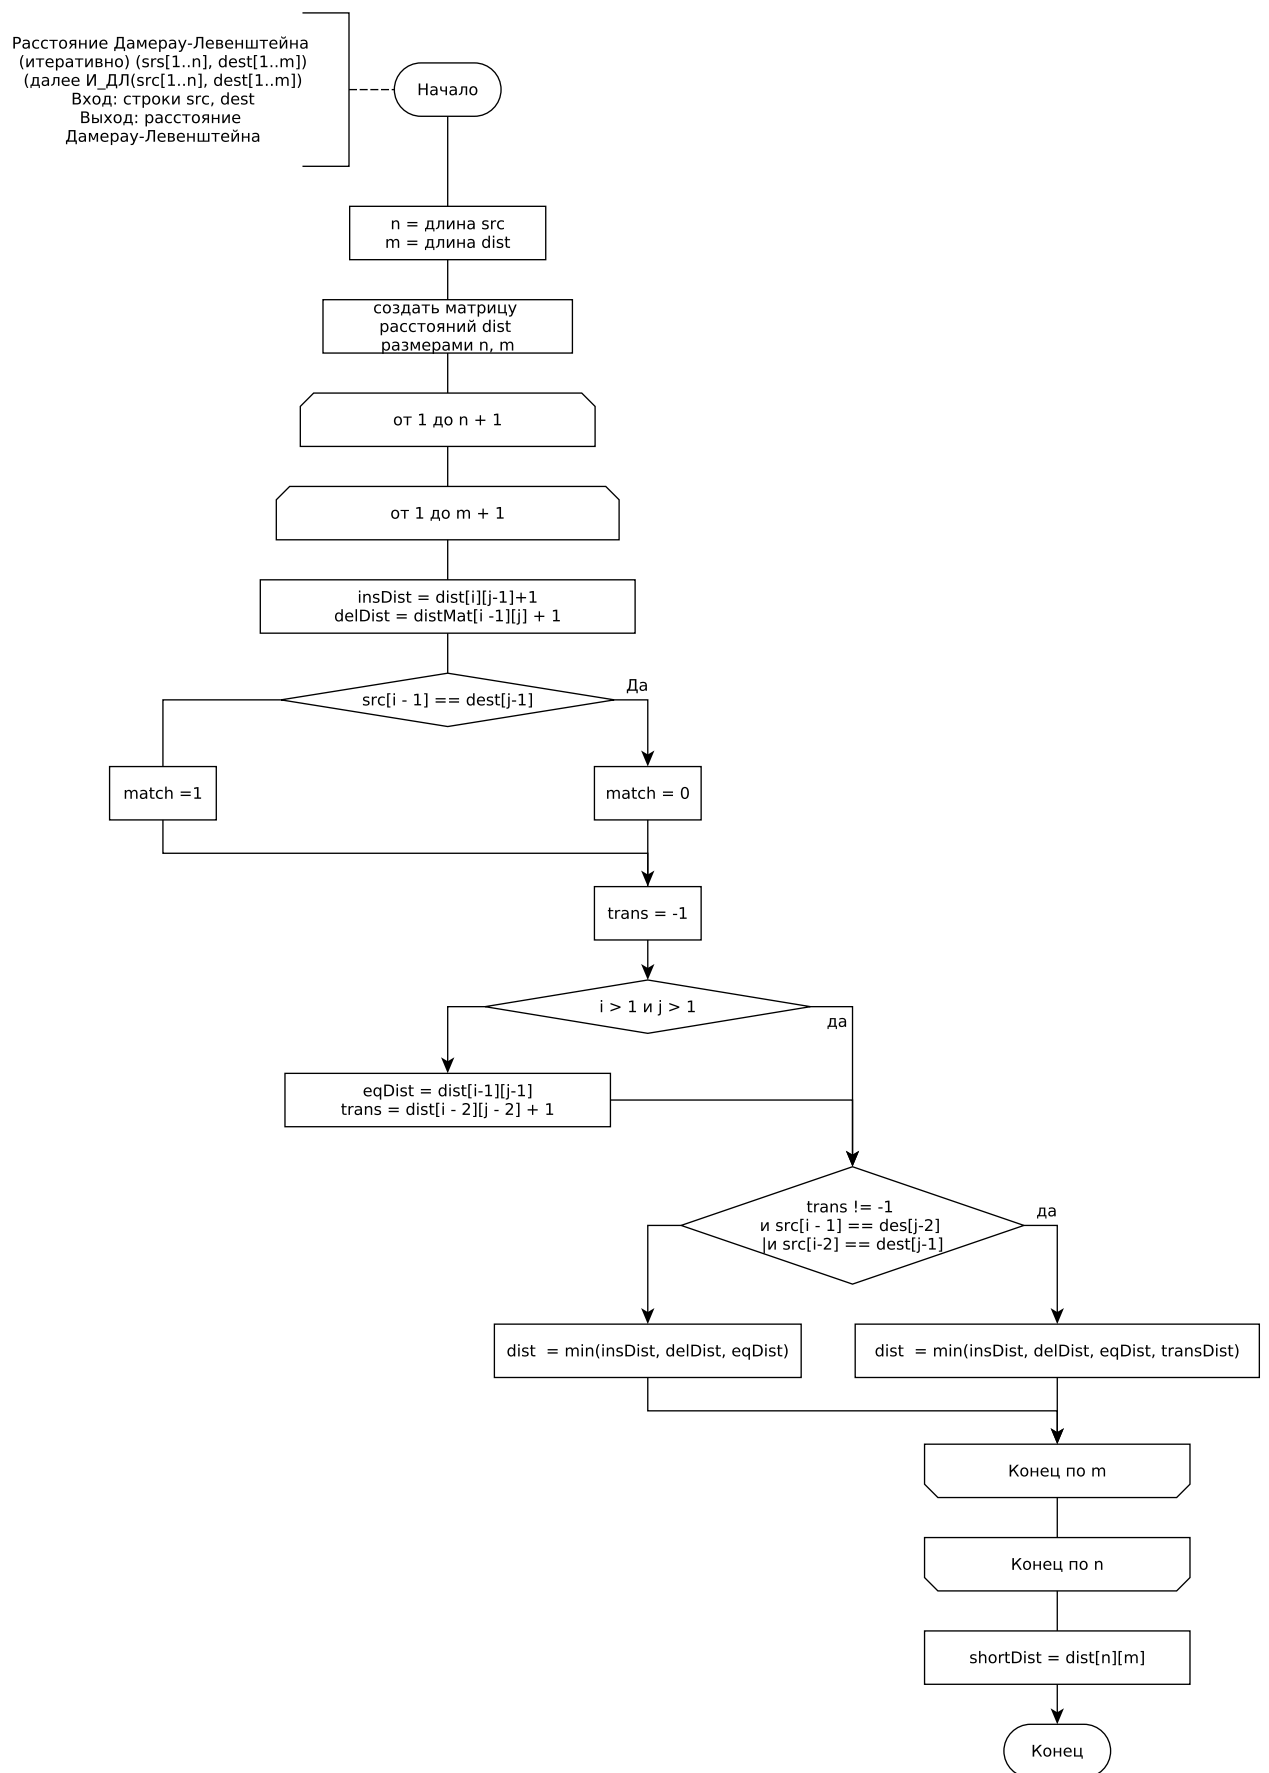 Расстояние Дамерау-Левенштейна
(итеративно) (srs[1..n], dest[1..m])
(далее И_ДЛ(src[1..n], dest[1..m])
Вход: строки src, dest
Выход: расстояние
Дамерау-Левенштейна
Начало
n = длина src
m = длина dist
создать матрицу
расстояний dist
размерами n, m
от 1 до n + 1
от 1 до m + 1
insDist = dist[i][j-1]+1
delDist = distMat[i -1][j] + 1
src[i - 1] == dest[j-1]
Да
match =1
match = 0
trans = -1
i > 1 и j > 1
да
eqDist = dist[i-1][j-1]
trans = dist[i - 2][j - 2] + 1
trans != -1
и src[i - 1] == des[j-2]
|и src[i-2] == dest[j-1]
да
dist  = min(insDist, delDist, eqDist)
dist  = min(insDist, delDist, eqDist, transDist)
Конец по m
Конец по n
shortDist = dist[n][m]
Конец